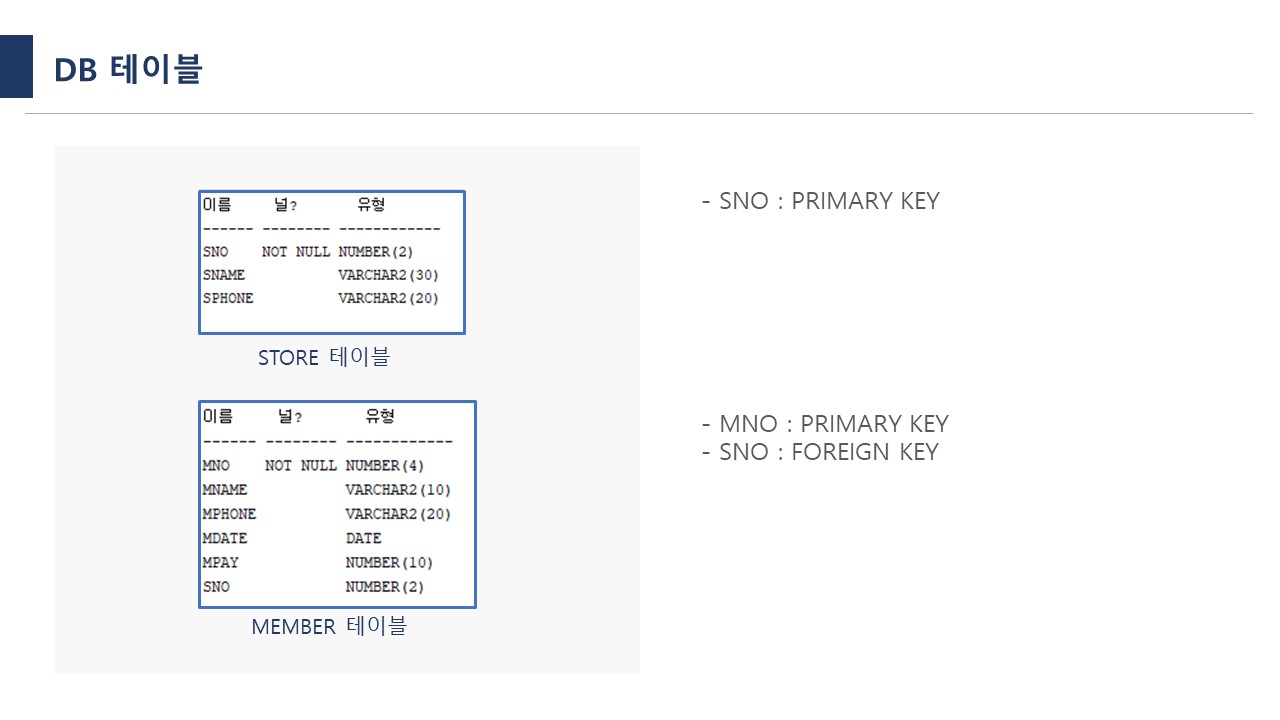 DB 테이블
이름 널? 유형
------ -------- ------------
SNO NOT NULL NUMBER(2)
SNAME VARCHAR2(30)
SPHONE VARCHAR2(20)
STORE 테이블
- SNO : PRIMARY KEY
이름 널? 유형
------ -------- ------------
MNO NOT NULL NUMBER(4)
MNAME VARCHAR2(10)
MPHONE VARCHAR2(20)
MDATE DATE
MPAY NUMBER(10)
SNO NUMBER(2)
MEMBER 테이블
- MNO : PRIMARY KEY
- SNO : FOREIGN KEY